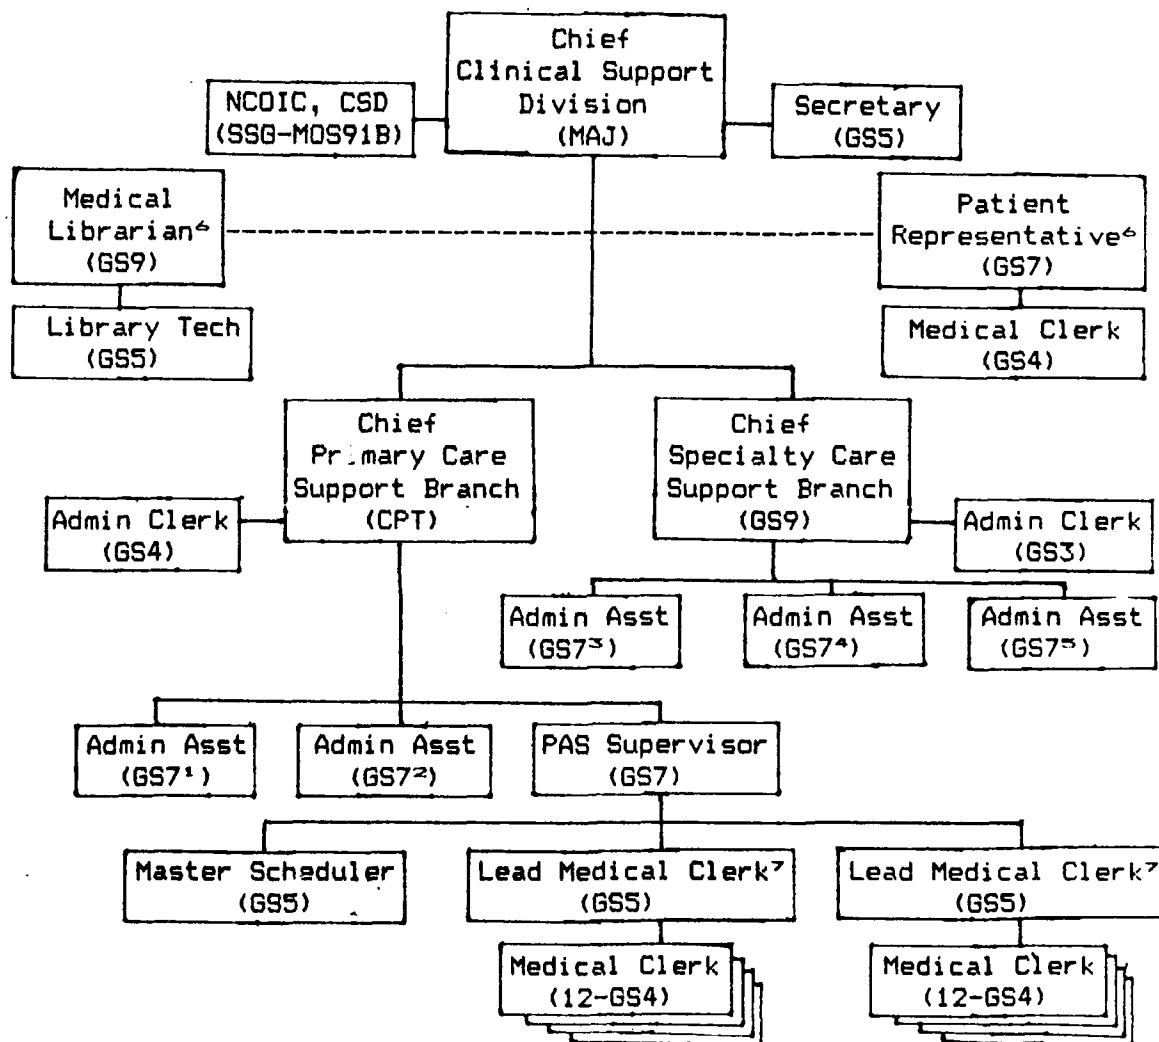 Chief
Clinical Support
Division
(MAJ)
NCOIC, CSD
(SSG-MOS91B)
Secretary
(GS5)
Medical
Librarian⁶
(GS9)
Patient
Representative⁶
(GS7)
Library Tech
(GS5)
Medical Clerk
(GS4)
Chief
Primary Care
Support Branch
(CPT)
Chief
Specialty Care
Support Branch
(GS9)
Admin Clerk
(GS4)
Admin Clerk
(GS3)
Admin Asst
(GS7³)
Admin Asst
(GS7⁴)
Admin Asst
(GS7⁵)
Admin Asst
(GS7¹)
Admin Asst
(GS7²)
PAS Supervisor
(GS7)
Master Scheduler
(GS5)
Lead Medical Clerk⁷
(GS5)
Lead Medical Clerk⁷
(GS5)
Medical Clerk
(12-GS4)
Medical Clerk
(12-GS4)